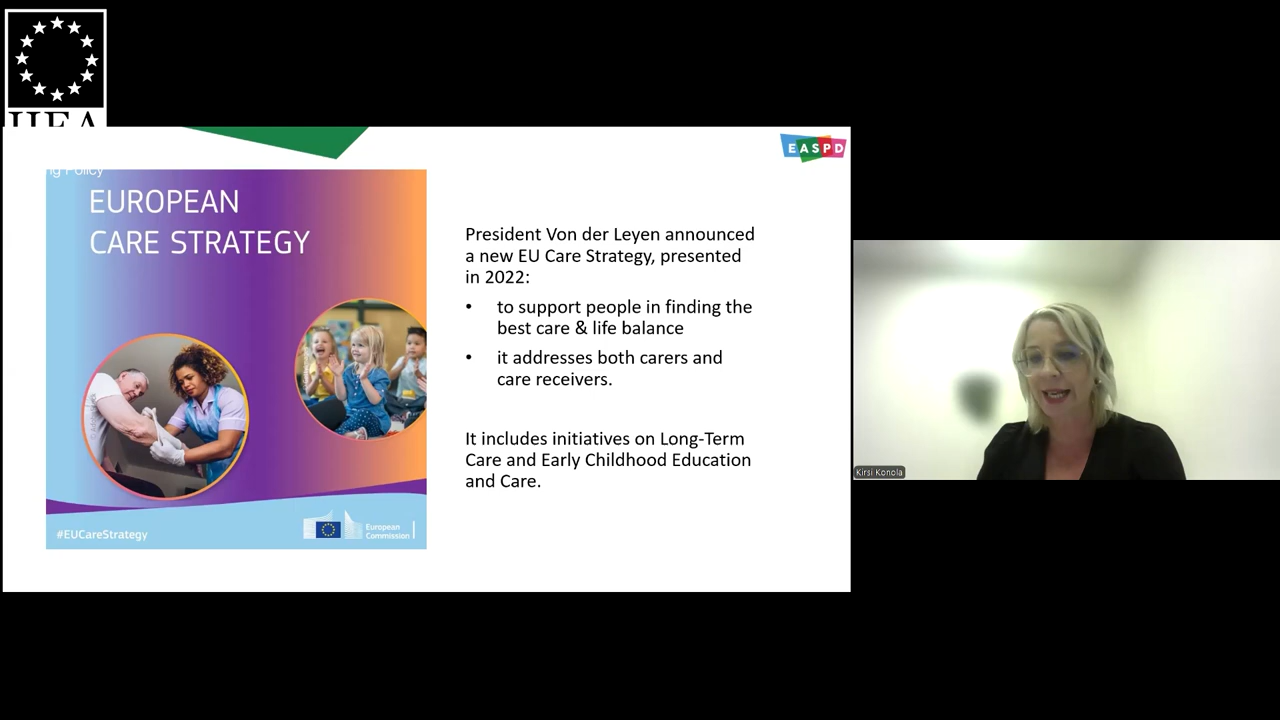 EASPD
ng Policy
EUROPEAN
CARE STRATEGY
#EUCareStrategy
European
Commission
President Von der Leyen announced
a new EU Care Strategy, presented
in 2022:
• to support people in finding the
best care & life balance
• it addresses both carers and
care receivers.
It includes initiatives on Long-Term
Care and Early Childhood Education
and Care.
Kirsi Konola